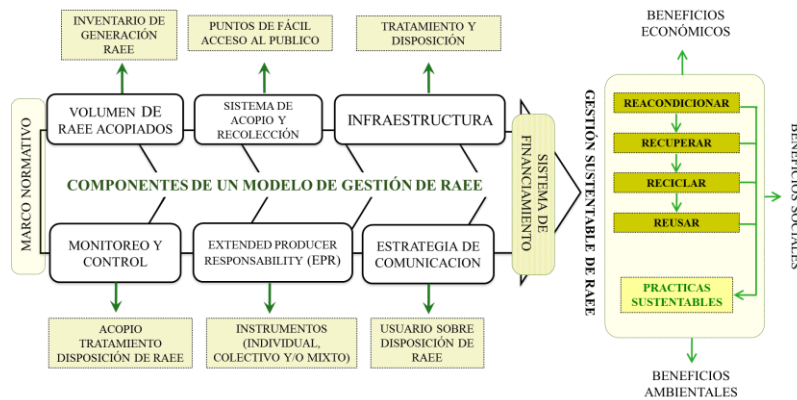 INVENTARIO DE
GENERACIÓN
RAEE
PUNTOS DE FÁCIL
ACCESO AL PUBLICO
TRATAMIENTO Y
DISPOSICIÓN
MARCO NORMATIVO
VOLUMEN DE
RAEE ACOPIADOS
SISTEMA DE
ACOPIO Y
RECOLECCIÓN
INFRAESTRUCTURA
COMPONENTES DE UN MODELO DE GESTIÓN DE RAEE
MONITOREO Y
CONTROL
EXTENDED PRODUCER
RESPONSABILITY (EPR)
ESTRATEGIA DE
COMUNICACION
SISTEMA DE
FINANCIAMIENTO
ACOPIO
TRATAMIENTO
DISPOSICIÓN DE RAEE
INSTRUMENTOS
(INDIVIDUAL,
COLECTIVO Y/O MIXTO)
USUARIO SOBRE
DISPOSICIÓN DE
RAEE
GESTIÓN SUSTENTABLE DE RAEE
BENEFICIOS
ECONÓMICOS
REACONDICIONAR
RECUPERAR
RECICLAR
REUSAR
PRACTICAS
SUSTENTABLES
BENEFICIOS SOCIALES
BENEFICIOS
AMBIENTALES